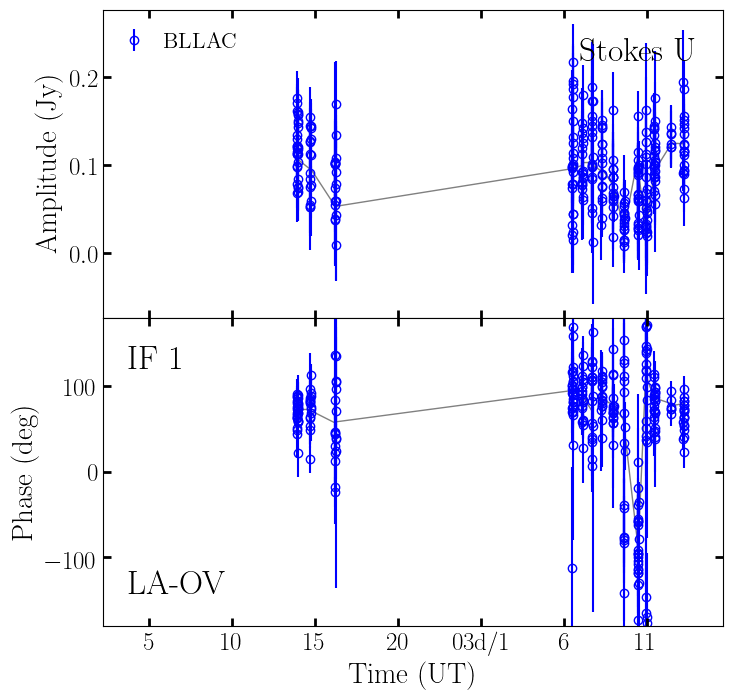 BLLAC
Stokes U
0.2
0.1
0.0
Amplitude (Jy)
IF 1
100
0
−100
Phase (deg)
LA-OV
5 10 15 20 03d/1 6 11
Time (UT)